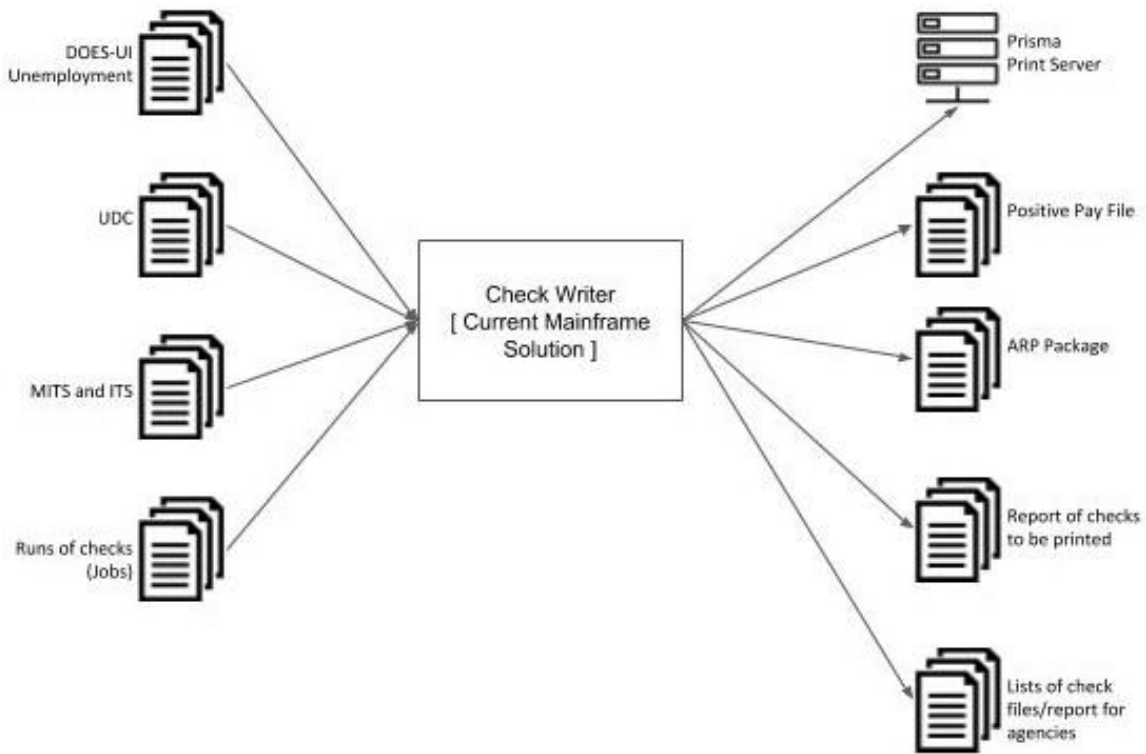 DOES-UI
Unemployment
UDC
MITS and ITS
Runs of checks
(Jobs)
Check Writer
[ Current Mainframe
Solution ]
Prisma
Print Server
Positive Pay File
ARP Package
Report of checks
to be printed
Lists of check
files/report for
agencies